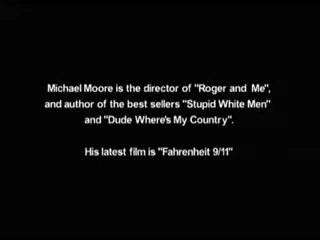 Michael Moore is the director of "Roger and Me",
and author of the best sellers "Stupid White Men"
and "Dude Where's My Country".
His latest film is "Fahrenheit 9/11"